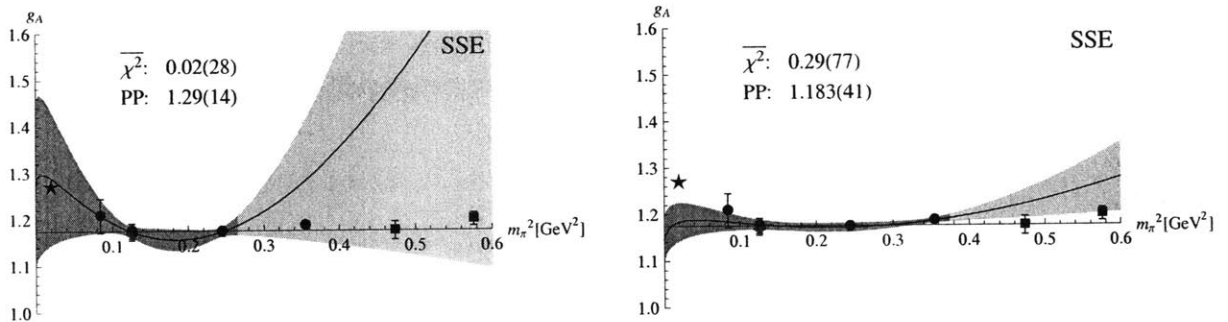 g_A
1.6
SSE
1.5
χ²: 0.02(28)
PP: 1.29(14)
1.4
1.3
1.2
0.1 0.2 0.3 0.4 0.5 0.6 m_π²[GeV²]
1.1
1.0
g_A
1.6
SSE
χ²: 0.29(77)
1.5
PP: 1.183(41)
1.4
1.3
1.2
0.1 0.2 0.3 0.4 0.5 0.6 m_π²[GeV²]
1.1
1.0